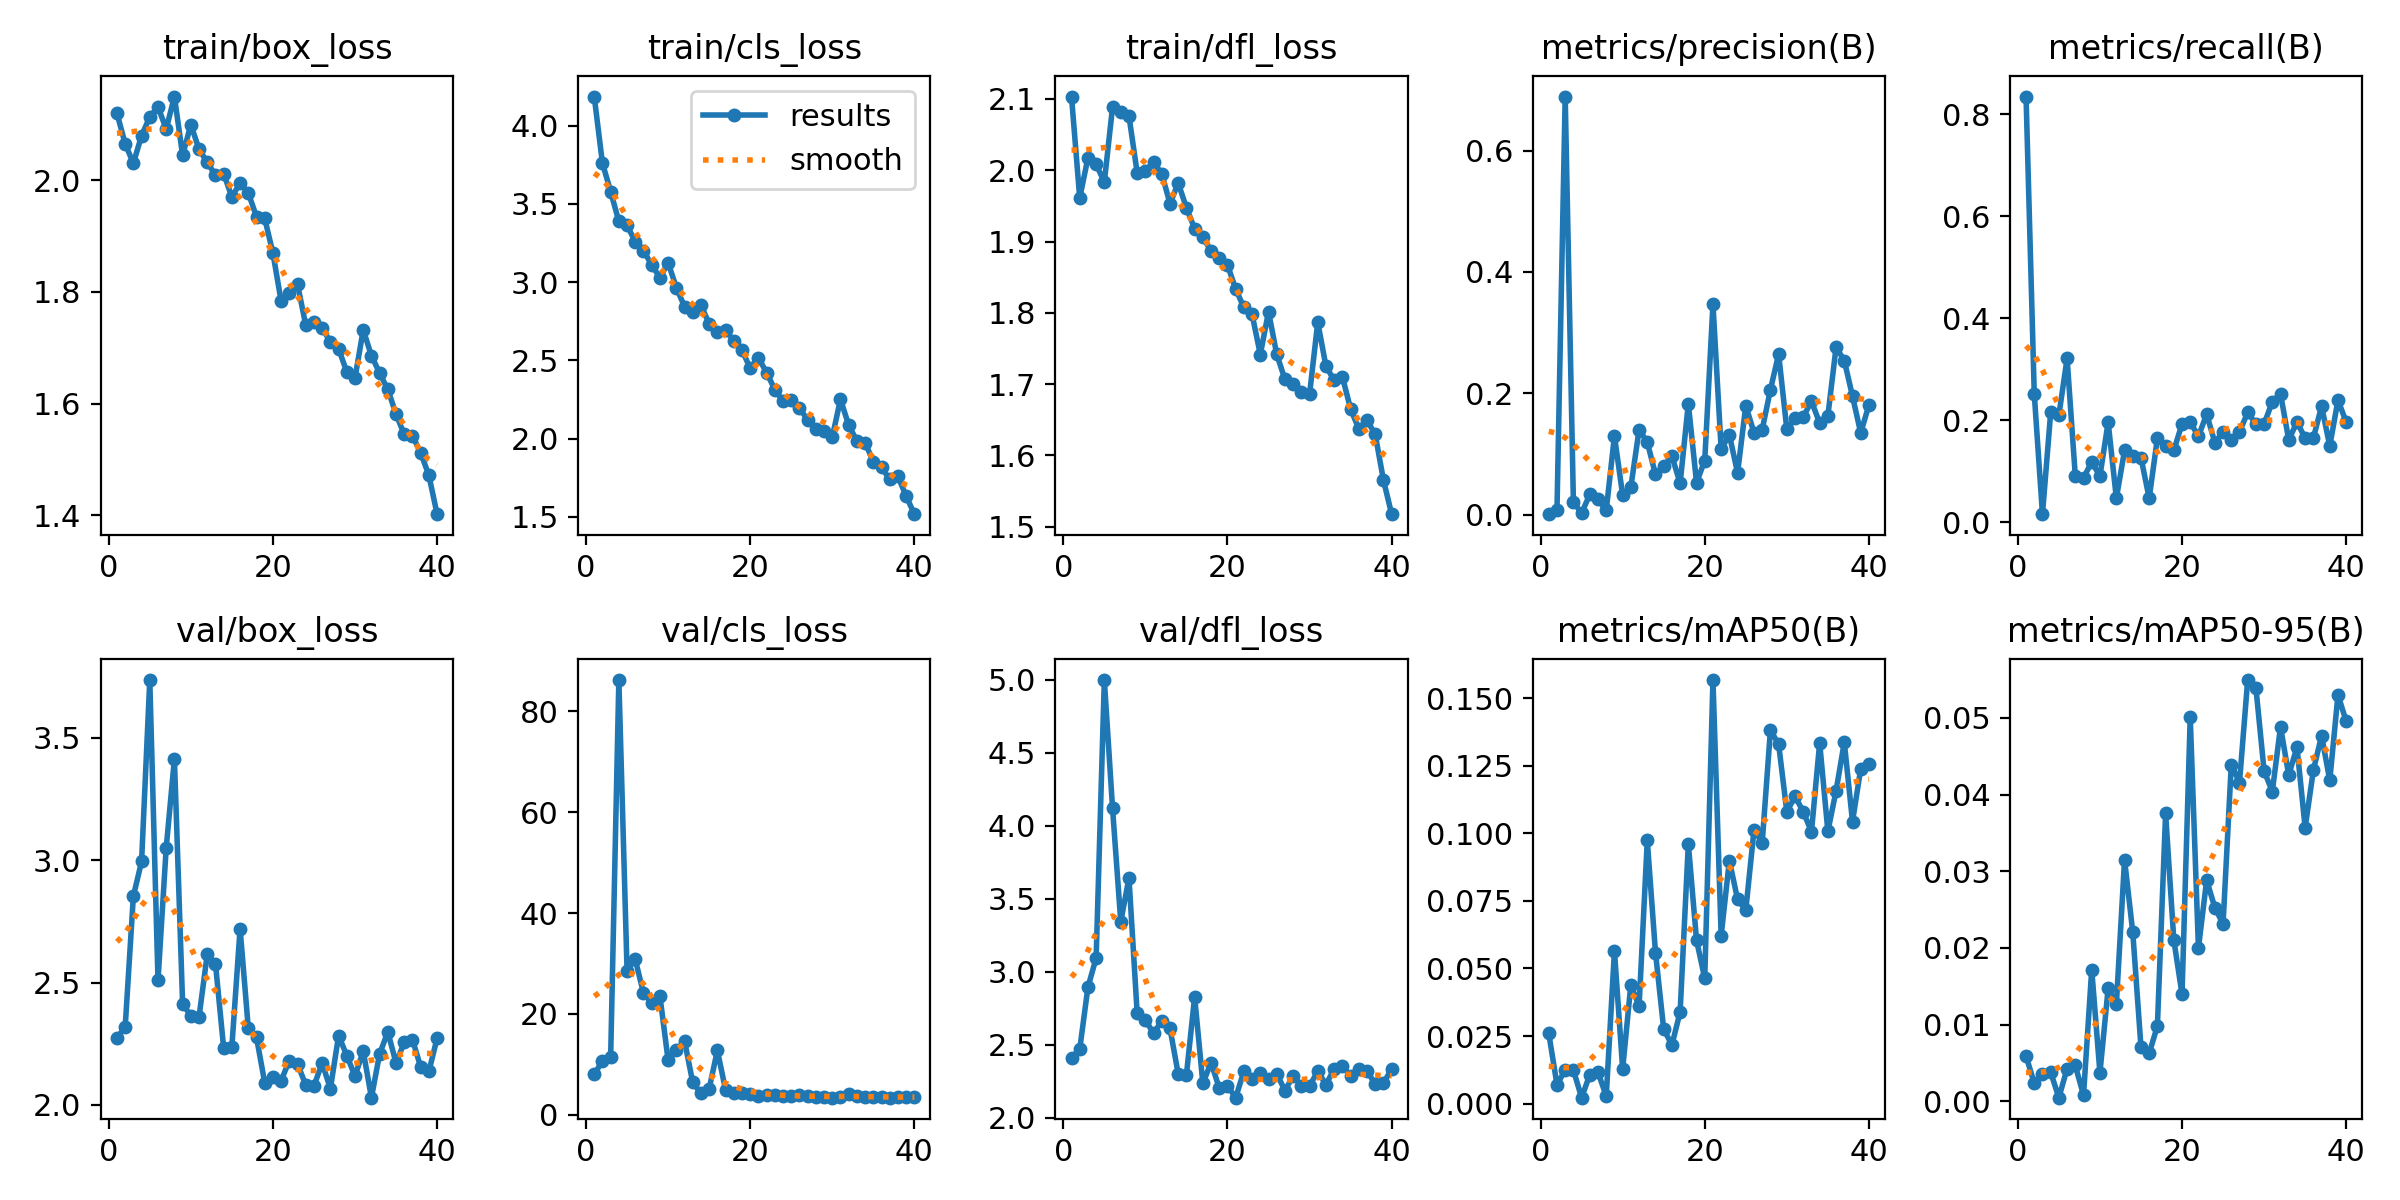 train/box_loss
train/cls_loss
train/dfl_loss
metrics/precision(B)
metrics/recall(B)
results
smooth
2.0
1.8
1.6
1.4
0 20 40
4.0
3.5
3.0
2.5
2.0
1.5
0 20 40
2.1
2.0
1.9
1.8
1.7
1.6
1.5
0 20 40
0.6
0.4
0.2
0.0
0 20 40
0.8
0.6
0.4
0.2
0.0
0 20 40
val/box_loss
val/cls_loss
val/dfl_loss
metrics/mAP50(B)
metrics/mAP50-95(B)
3.5
3.0
2.5
2.0
0 20 40
80
60
40
20
0
0 20 40
5.0
4.5
4.0
3.5
3.0
2.5
2.0
0 20 40
0.150
0.125
0.100
0.075
0.050
0.025
0.000
0 20 40
0.05
0.04
0.03
0.02
0.01
0.00
0 20 40